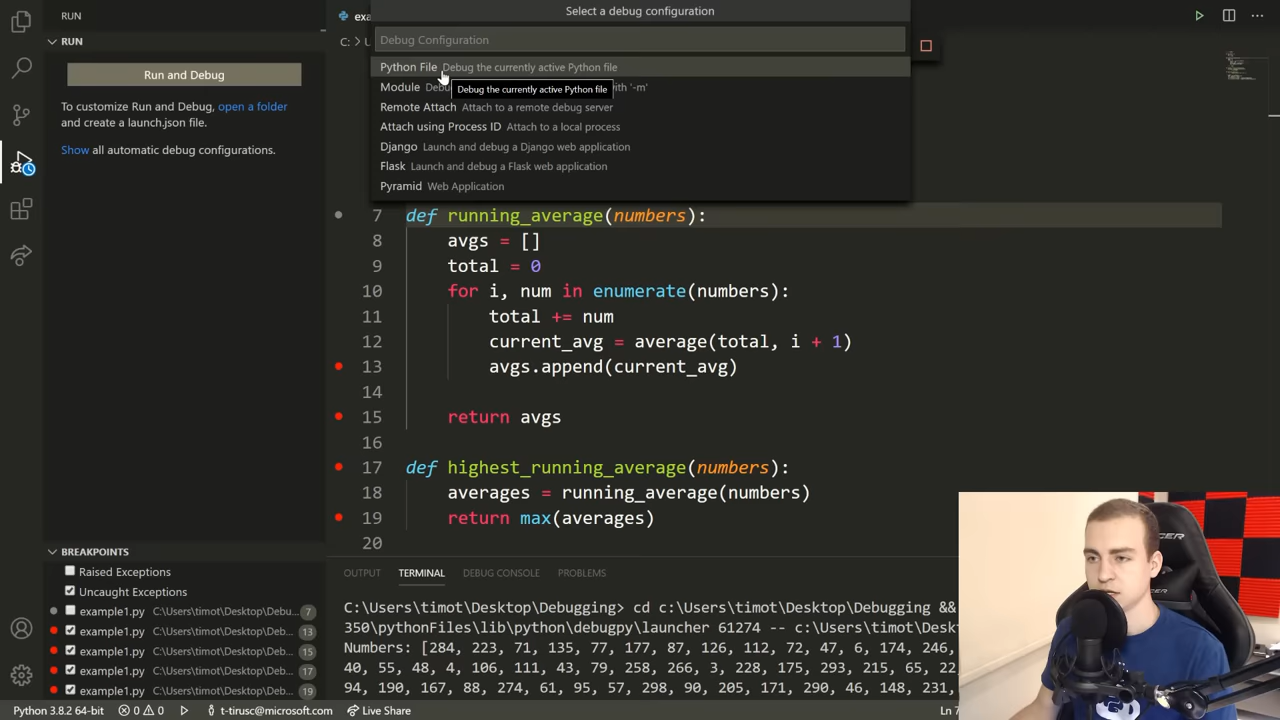 RUN
RUN
Run and Debug
To customize Run and Debug, open a folder
and create a launch.json file.
Show all automatic debug configurations.
Select a debug configuration
Debug Configuration
Python File Debug the currently active Python file
Debug the currently active Python file
Module with '-m'
Remote Attach Attach to a remote debug server
Attach using Process ID Attach to a local process
Django Launch and debug a Django web application
Flask Launch and debug a Flask web application
Pyramid Web Application
C: >
7 def running_average(numbers):
8 avgs = []
9 total = 0
10 for i, num in enumerate(numbers):
11 total += num
12 current_avg = average(total, i + 1)
13 avgs.append(current_avg)
14
15 return avgs
16
17 def highest_running_average(numbers):
18 averages = running_average(numbers)
19 return max(averages)
20
BREAKPOINTS
Raised Exceptions
Uncaught Exceptions
example1.py C:\Users\timot\Desktop\Debu... 7
example1.py C:\Users\timot\Desktop\Deb... 13
example1.py C:\Users\timot\Desktop\Deb... 15
example1.py C:\Users\timot\Desktop\Deb... 17
example1.py C:\Users\timot\Desktop\Deb... 19
OUTPUT TERMINAL DEBUG CONSOLE PROBLEMS
C:\Users\timot\Desktop\Debugging> cd c:\Users\timot\Desktop\Debugging &&
350\pythonFiles\lib\python\debugpy\launcher 61274 -- c:\Users\timot\Desk
Numbers: [284, 223, 71, 135, 77, 177, 87, 126, 112, 72, 47, 6, 174, 246,
40, 55, 48, 4, 106, 111, 43, 79, 258, 266, 3, 228, 175, 293, 215, 65, 22
94, 190, 167, 88, 274, 61, 95, 57, 298, 90, 205, 171, 290, 46, 148, 231,
Python 3.8.2 64-bit 0 0 t-tirusc@microsoft.com Live Share
Ln 7